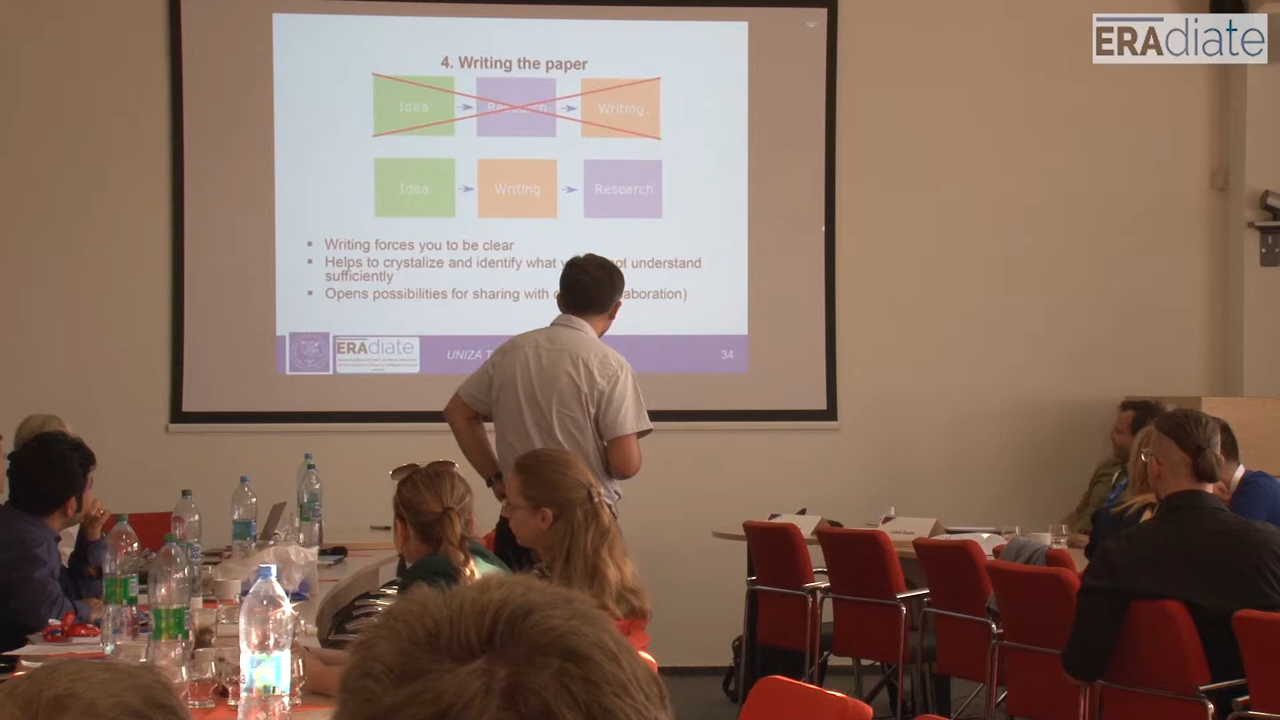 ERAdiate
4. Writing the paper
Idea
Research
Writing
Idea
Writing
Research
Writing forces you to be clear
Helps to crystalize and identify what not understand
sufficiently
Opens possibilities for sharing with
ERAdiate
UNIZA
34